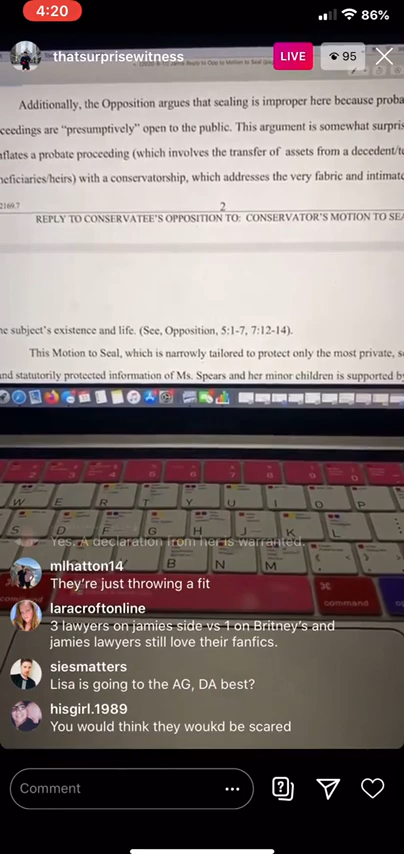 4:20
86%
thatsurprisewitness
LIVE
95
Additionally, the Opposition argues that sealing is improper here because proba
ceedings are “presumptively” open to the public. This argument is somewhat surpris
nflates a probate proceeding (which involves the transfer of assets from a decedent/t
neficiaries/heirs) with a conservatorship, which addresses the very fabric and intimat
2169.7
2
REPLY TO CONSERVATEE'S OPPOSITION TO: CONSERVATOR'S MOTION TO SEA
he subject's existence and life. (See, Opposition, 5:1-7, 7:12-14).
This Motion to Seal, which is narrowly tailored to protect only the most private, s
and statutorily protected information of Ms. Spears and her minor children is supported by
W E R T Y U I O P
S D F G H J K L
Yes. A declaration from her is warranted.
B N M
command
mlhatton14
They're just throwing a fit
laracroftonline
3 lawyers on jamies side vs 1 on Britney's and
jamies lawyers still love their fanfics.
siesmatters
Lisa is going to the AG, DA best?
hisgirl.1989
You would think they woukd be scared
Comment